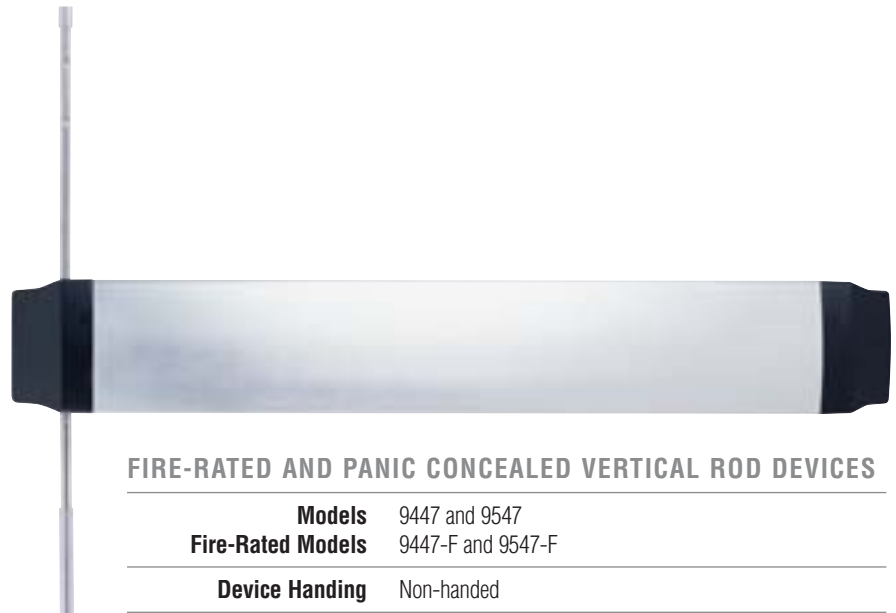 FIRE-RATED AND PANIC CONCEALED VERTICAL ROD DEVICES
Models 9447 and 9547
Fire-Rated Models 9447-F and 9547-F
Device Handing Non-handed